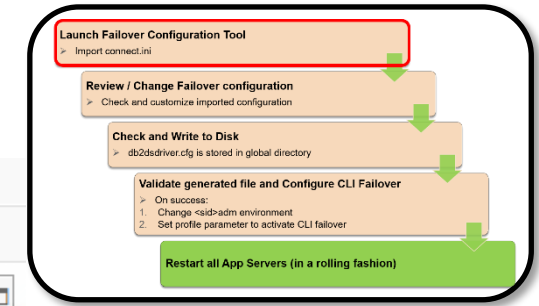 Launch Failover Configuration Tool
➢ Import connect.ini
Review / Change Failover configuration
➢ Check and customize imported configuration
Check and Write to Disk
➢ db2dsdriver.cfg is stored in global directory
Validate generated file and Configure CLI Failover
➢ On success:
1. Change <sid>adm environment
2. Set profile parameter to activate CLI failover
Restart all App Servers (in a rolling fashion)